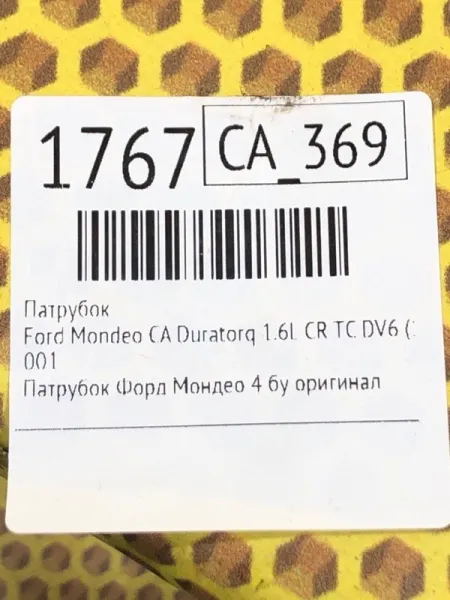 1767 CA_369
Патрубок
Ford Mondeo CA Duratorq 1.6L CR TC DV6 (
001
Патрубок Форд Мондео 4 бу оригинал